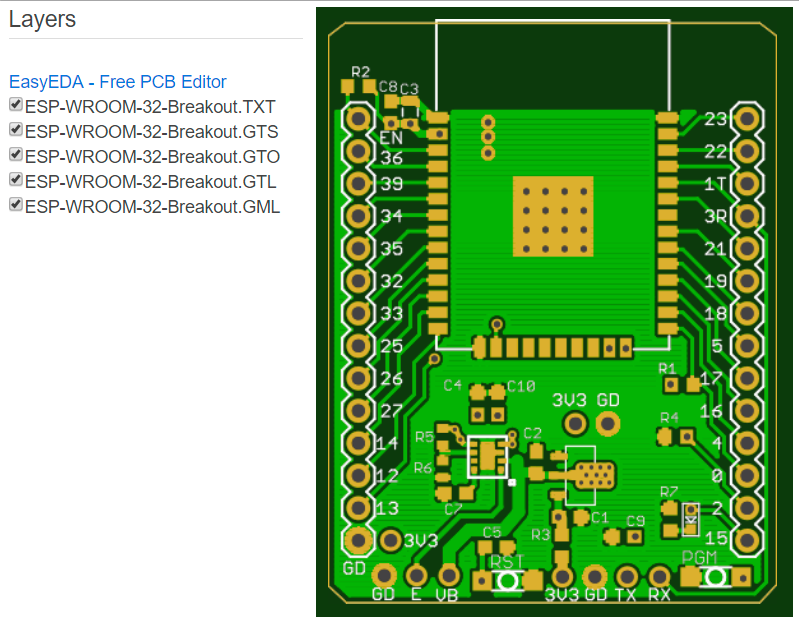 Layers
EasyEDA - Free PCB Editor
ESP-WROOM-32-Breakout.TXT
ESP-WROOM-32-Breakout.GTS
ESP-WROOM-32-Breakout.GTO
ESP-WROOM-32-Breakout.GTL
ESP-WROOM-32-Breakout.GML
R2
C8 C3
EN
36
39
34
35
32
33
25
26
27
14
12
13
3V3
GD
23
22
1T
3R
21
19
18
5
17
16
4
0
2
15
R1
C4 C10
3V3 GD
R4
R5
C2
R6
C7
R7
C1
C9
R3
C5
RST
PGM
GD E VB 3V3 GD TX RX